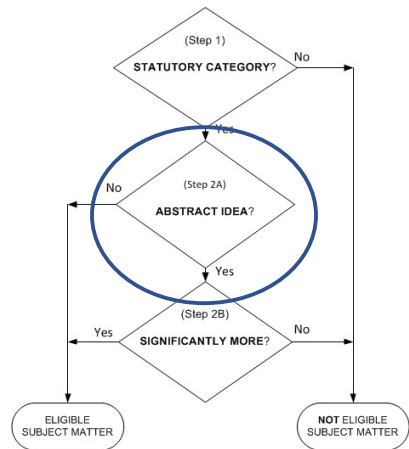 (Step 1)
STATUTORY CATEGORY?
No
Yes
No
(Step 2A)
ABSTRACT IDEA?
Yes
(Step 2B)
Yes
SIGNIFICANTLY MORE?
No
ELIGIBLE
SUBJECT MATTER
NOT ELIGIBLE
SUBJECT MATTER